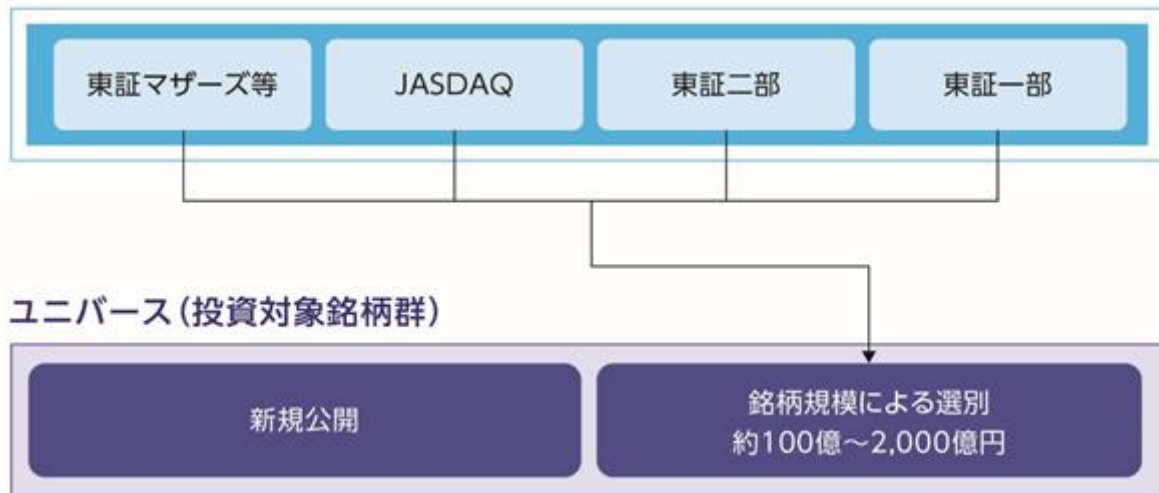 東証マザーズ等
JASDAQ
東証二部
東証一部
ユニバース(投資対象銘柄群)
新規公開
銘柄規模による選別
約100億～2,000億円